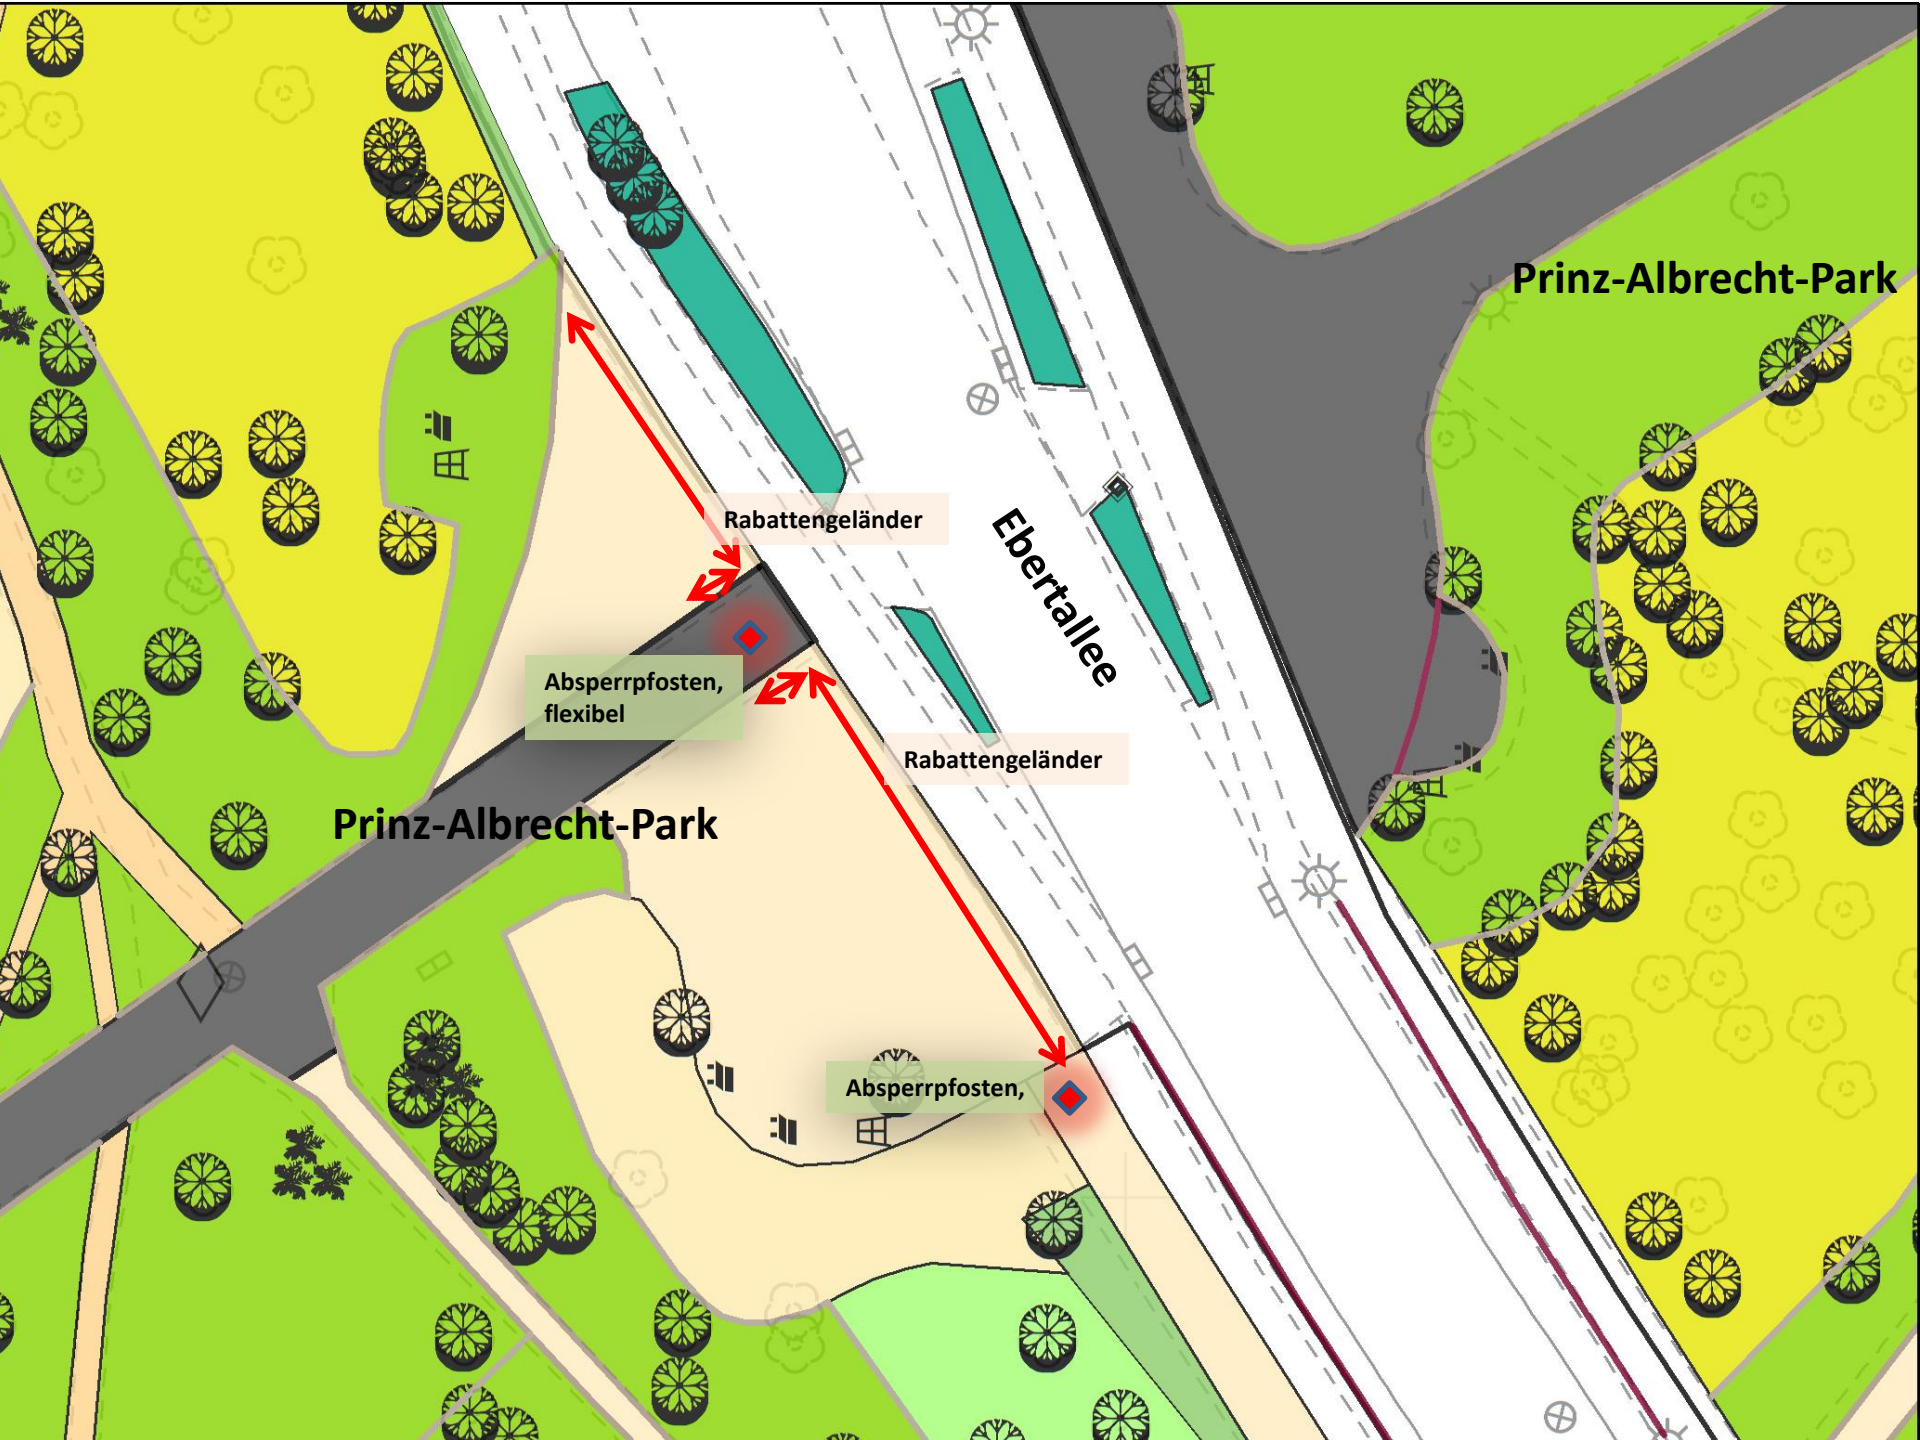 Prinz-Albrecht-Park
Rabattengeländer
Ebertallee
Absperrpfosten,
flexibel
Rabattengeländer
Prinz-Albrecht-Park
Absperrpfosten,